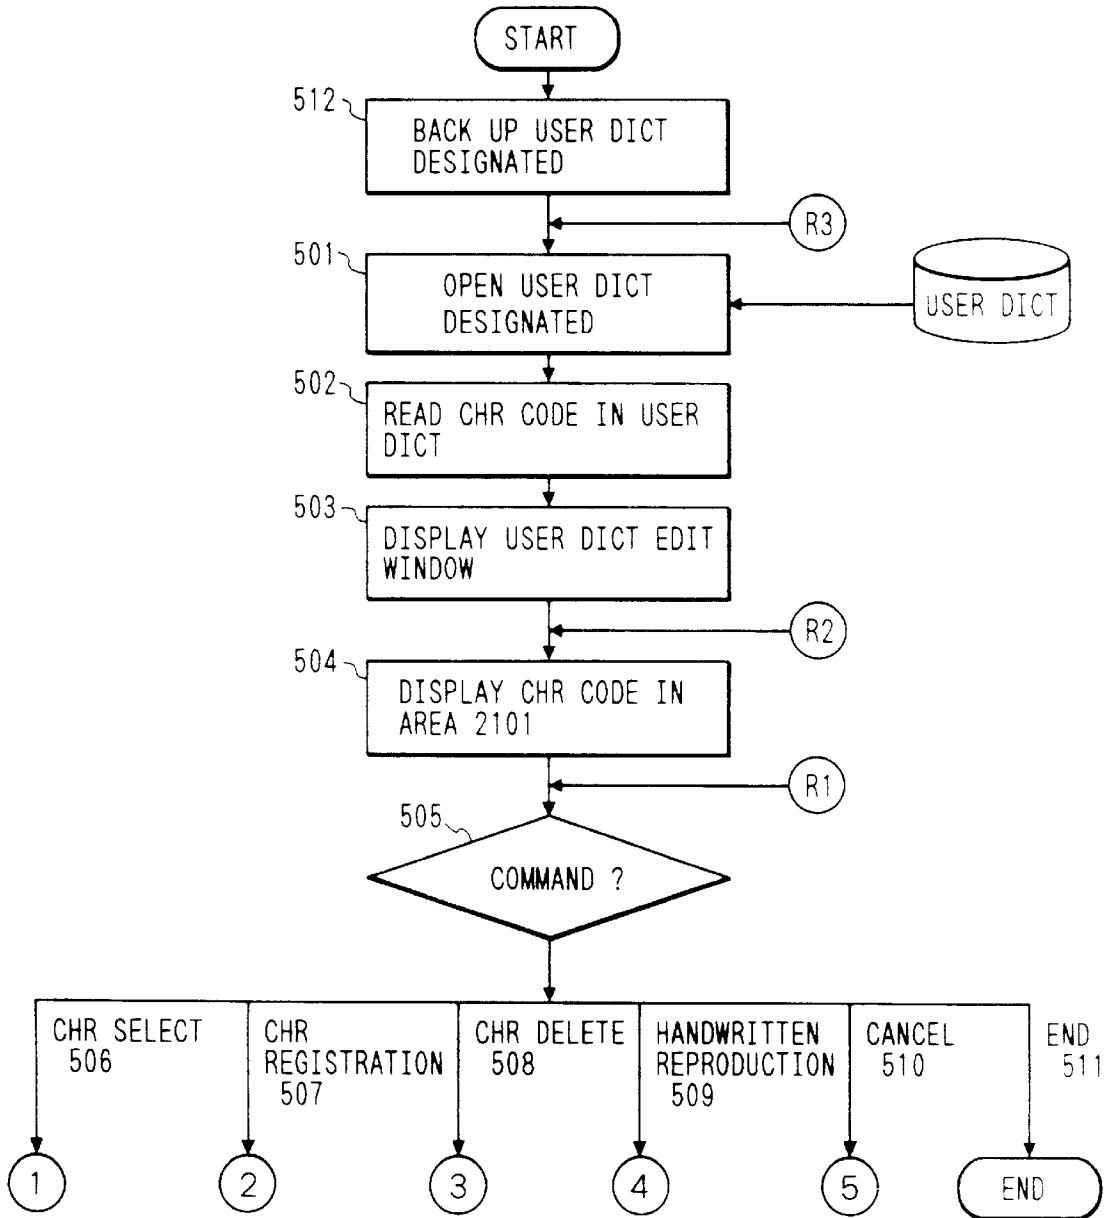 START
512
BACK UP USER DICT
DESIGNATED
R3
501
OPEN USER DICT
DESIGNATED
USER DICT
502
READ CHR CODE IN USER
DICT
503
DISPLAY USER DICT EDIT
WINDOW
R2
504
DISPLAY CHR CODE IN
AREA 2101
R1
505
COMMAND ?
CHR SELECT
506
CHR
REGISTRATION
507
CHR DELETE
508
HANDWRITTEN
REPRODUCTION
509
CANCEL
510
END
511
1
2
3
4
5
END